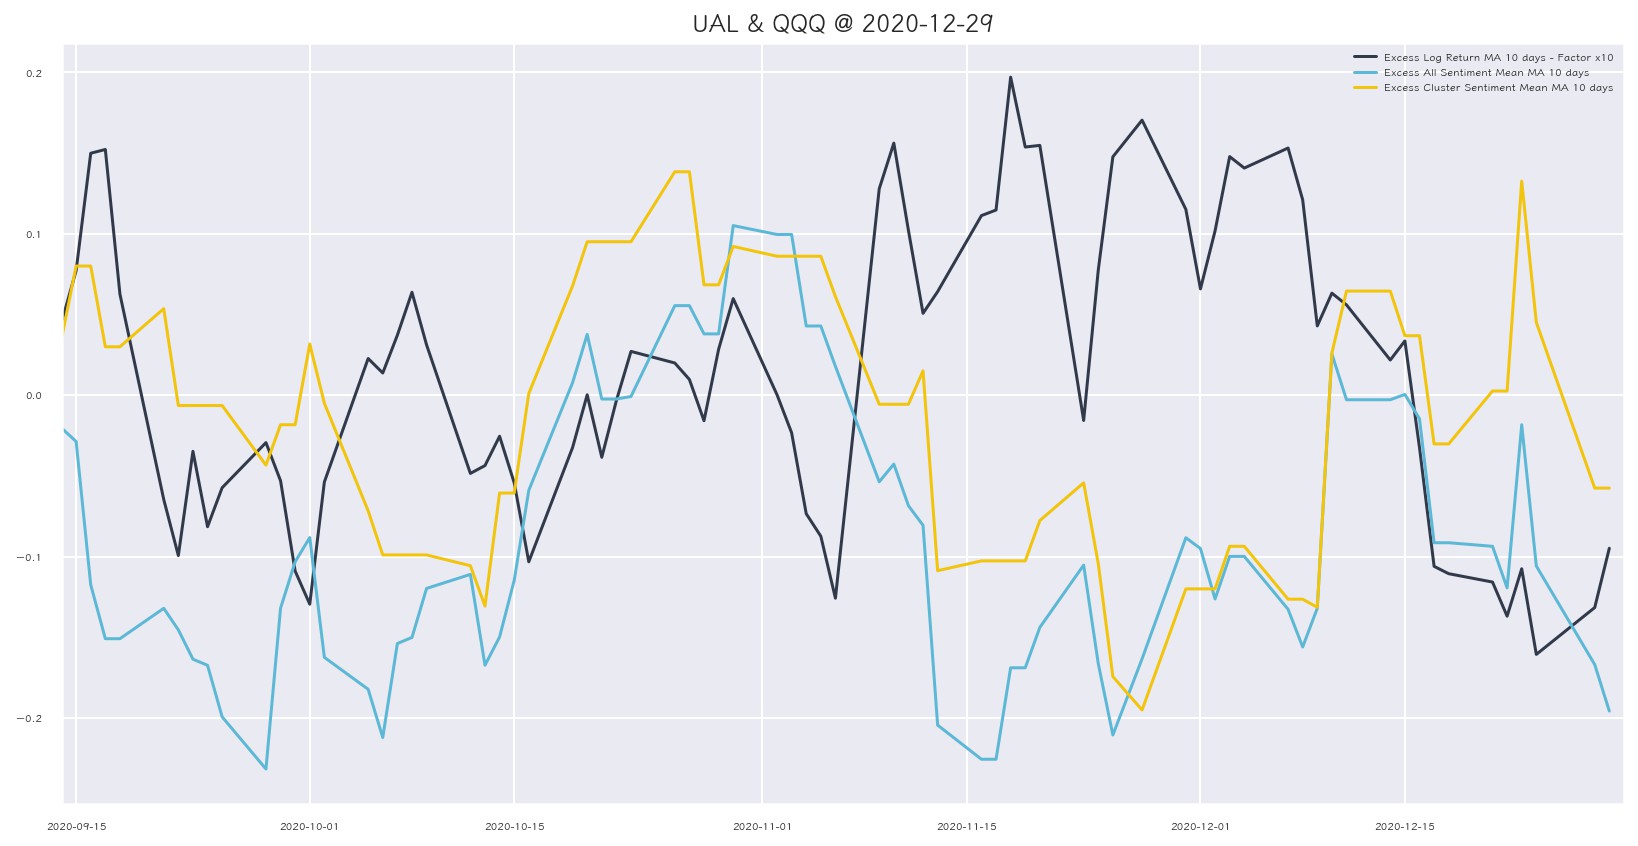 UAL & QQQ @ 2020-12-29
Excess Log Return MA 10 days - Factor x10
Excess All Sentiment Mean MA 10 days
Excess Cluster Sentiment Mean MA 10 days
0.2
0.1
0.0
−0.1
−0.2
2020-09-15 2020-10-01 2020-10-15 2020-11-01 2020-11-15 2020-12-01 2020-12-15